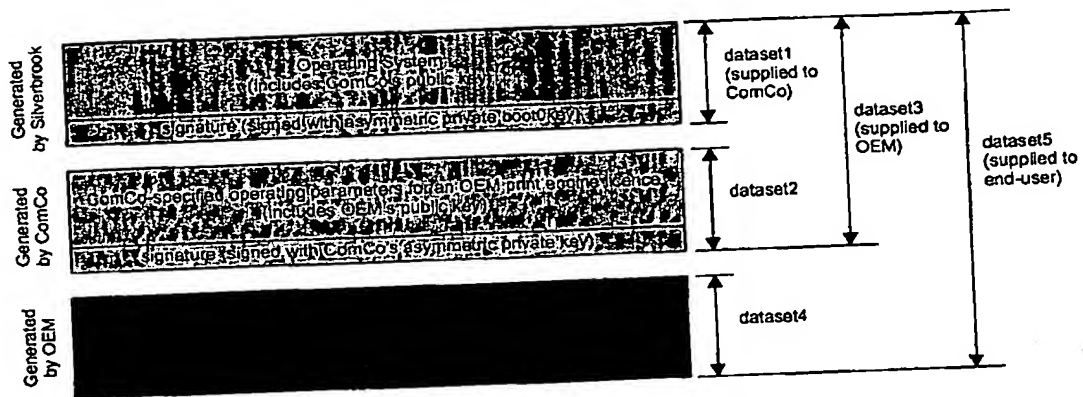 Generated
by Silverbrook
Operating System
(includes ComCo's public key)
signature (signed with asymmetric private boot0key)
dataset1
(supplied to
ComCo)
dataset3
(supplied to
OEM)
dataset5
(supplied to
end-user)
Generated
by ComCo
ComCo-specified operating parameters for an OEM print engine licence
(includes OEM's public key)
signature (signed with ComCo's asymmetric private key)
dataset2
Generated
by OEM
dataset4